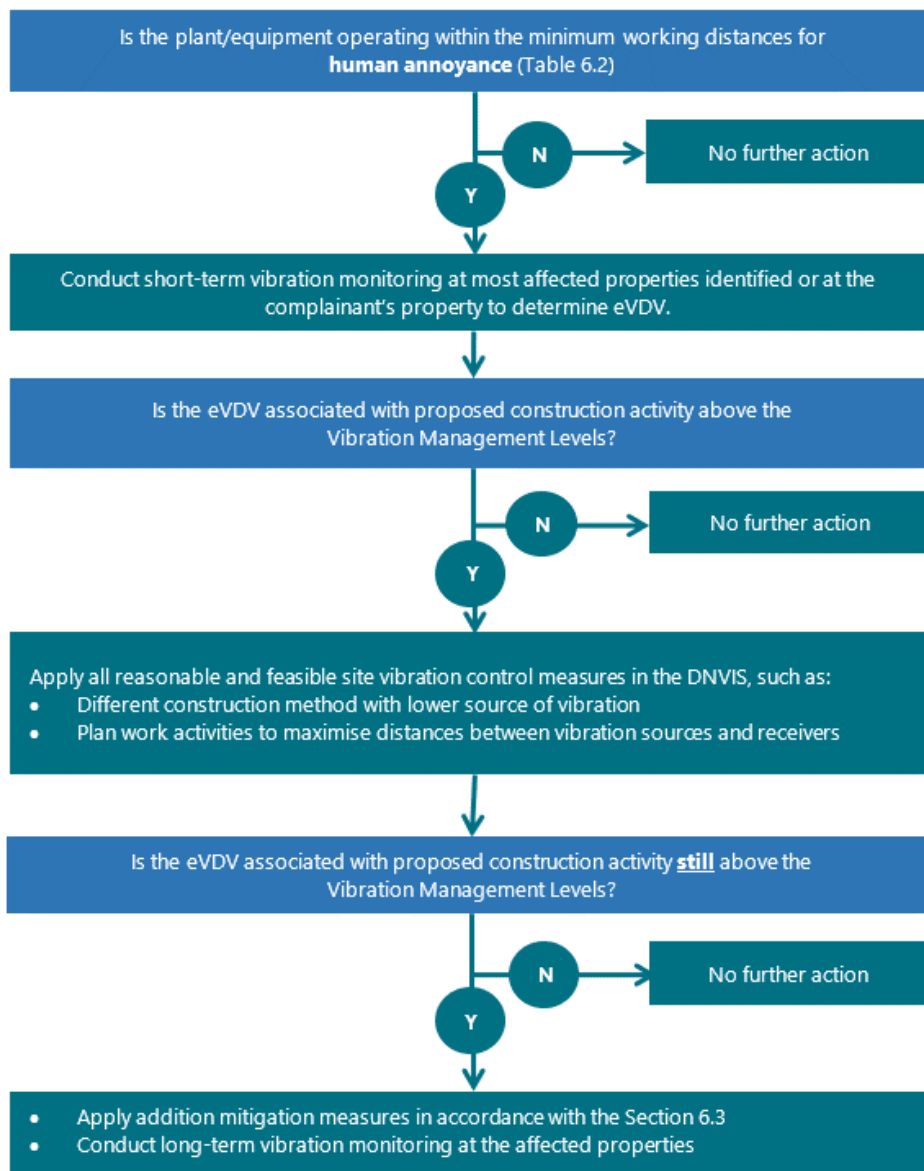 Is the plant/equipment operating within the minimum working distances for
human annoyance (Table 6.2)
N
No further action
Y
Conduct short-term vibration monitoring at most affected properties identified or at the
complainant's property to determine eVDV.
Is the eVDV associated with proposed construction activity above the
Vibration Management Levels?
N
No further action
Y
Apply all reasonable and feasible site vibration control measures in the DNVIS, such as:
• Different construction method with lower source of vibration
• Plan work activities to maximise distances between vibration sources and receivers
Is the eVDV associated with proposed construction activity still above the
Vibration Management Levels?
N
No further action
Y
• Apply addition mitigation measures in accordance with the Section 6.3
• Conduct long-term vibration monitoring at the affected properties